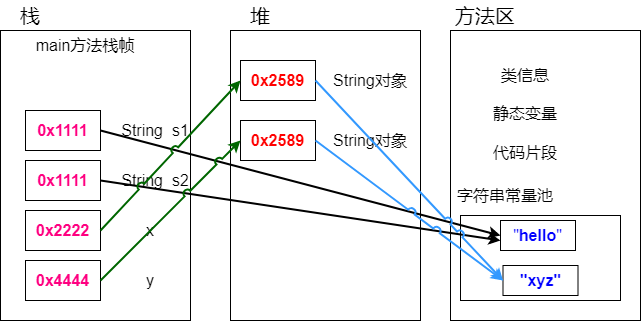 栈
堆
方法区
main方法栈帧
0x1111 String s1
0x1111 String s2
0x2222 x
0x4444 y
0x2589 String对象
0x2589 String对象
类信息
静态变量
代码片段
字符串常量池
"hello"
"xyz"